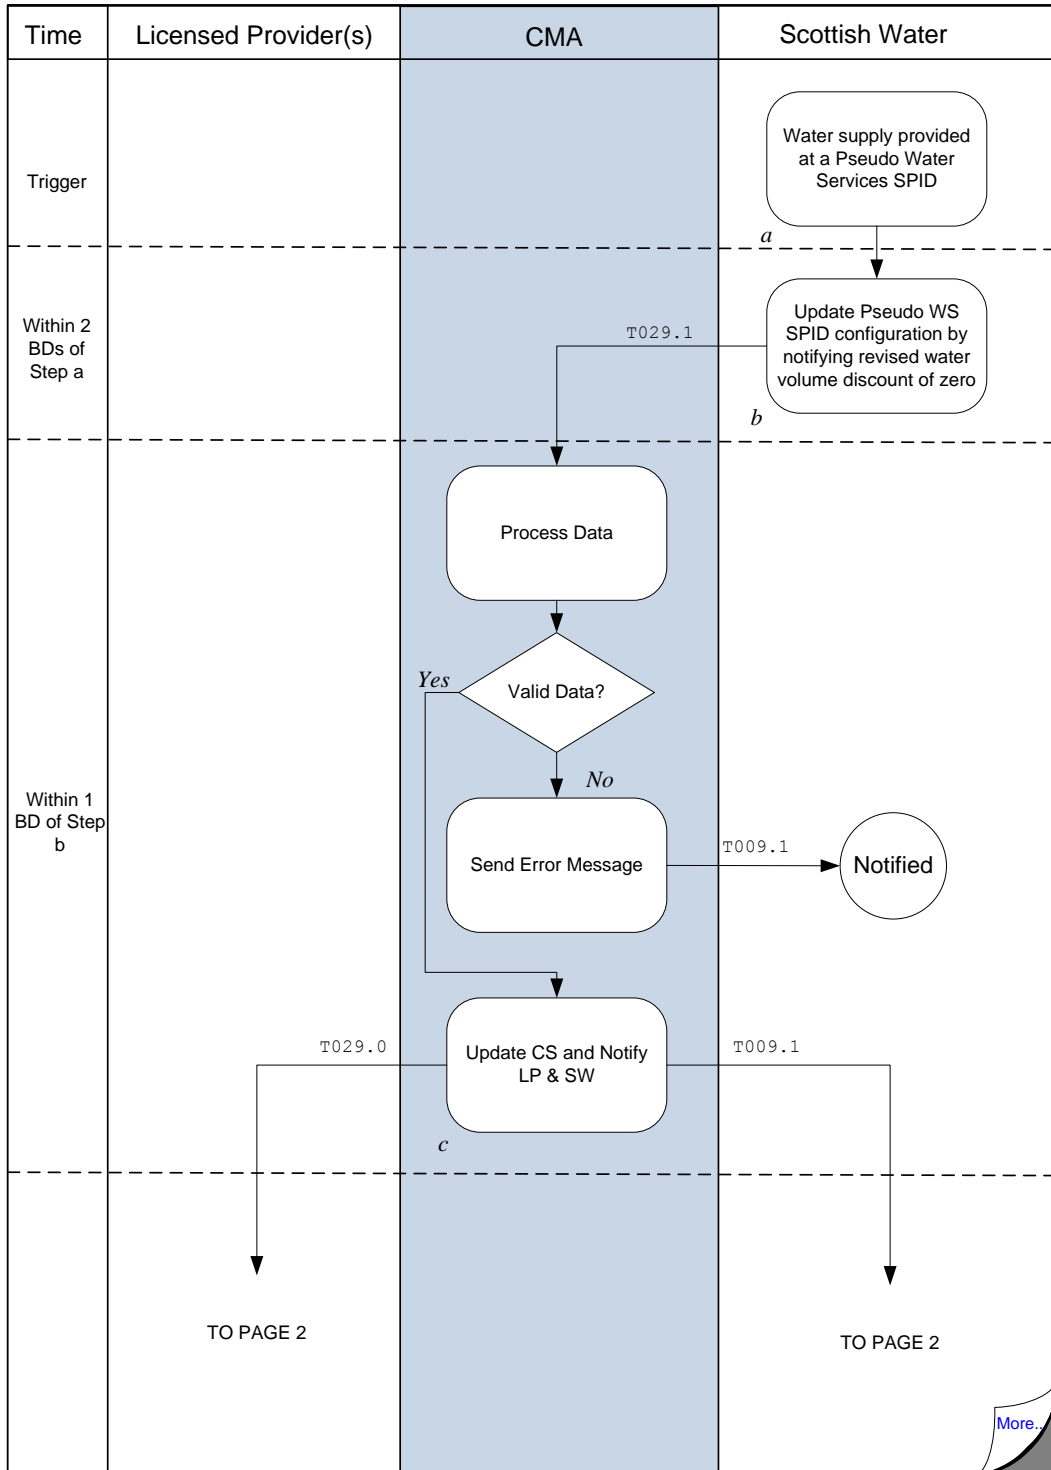 Time
Licensed Provider(s)
CMA
Scottish Water
Trigger
Water supply provided
at a Pseudo Water
Services SPID
a
Within 2
BDs of
Step a
Update Pseudo WS
SPID configuration by
notifying revised water
volume discount of zero
T029.1
b
Process Data
Valid Data?
Yes
No
Within 1
BD of Step
b
Send Error Message
T009.1
Notified
T029.0
Update CS and Notify
LP & SW
T009.1
c
TO PAGE 2
TO PAGE 2
More..